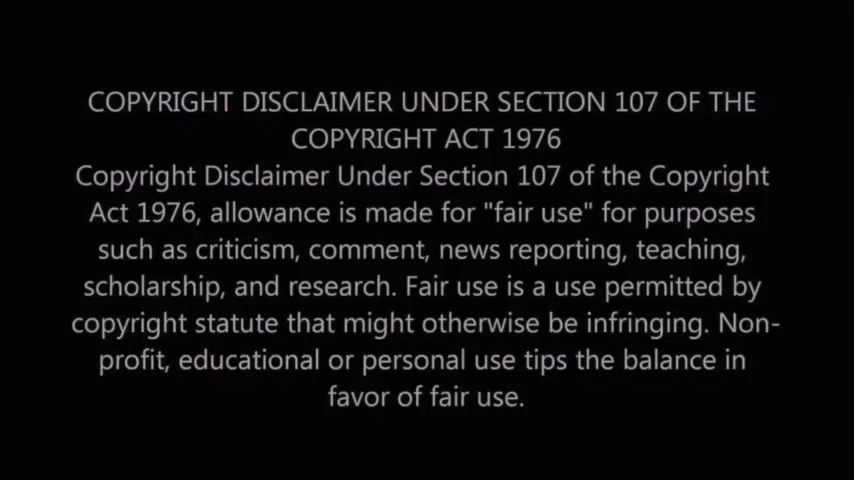 COPYRIGHT DISCLAIMER UNDER SECTION 107 OF THE
COPYRIGHT ACT 1976
Copyright Disclaimer Under Section 107 of the Copyright
Act 1976, allowance is made for "fair use" for purposes
such as criticism, comment, news reporting, teaching,
scholarship, and research. Fair use is a use permitted by
copyright statute that might otherwise be infringing. Non-
profit, educational or personal use tips the balance in
favor of fair use.